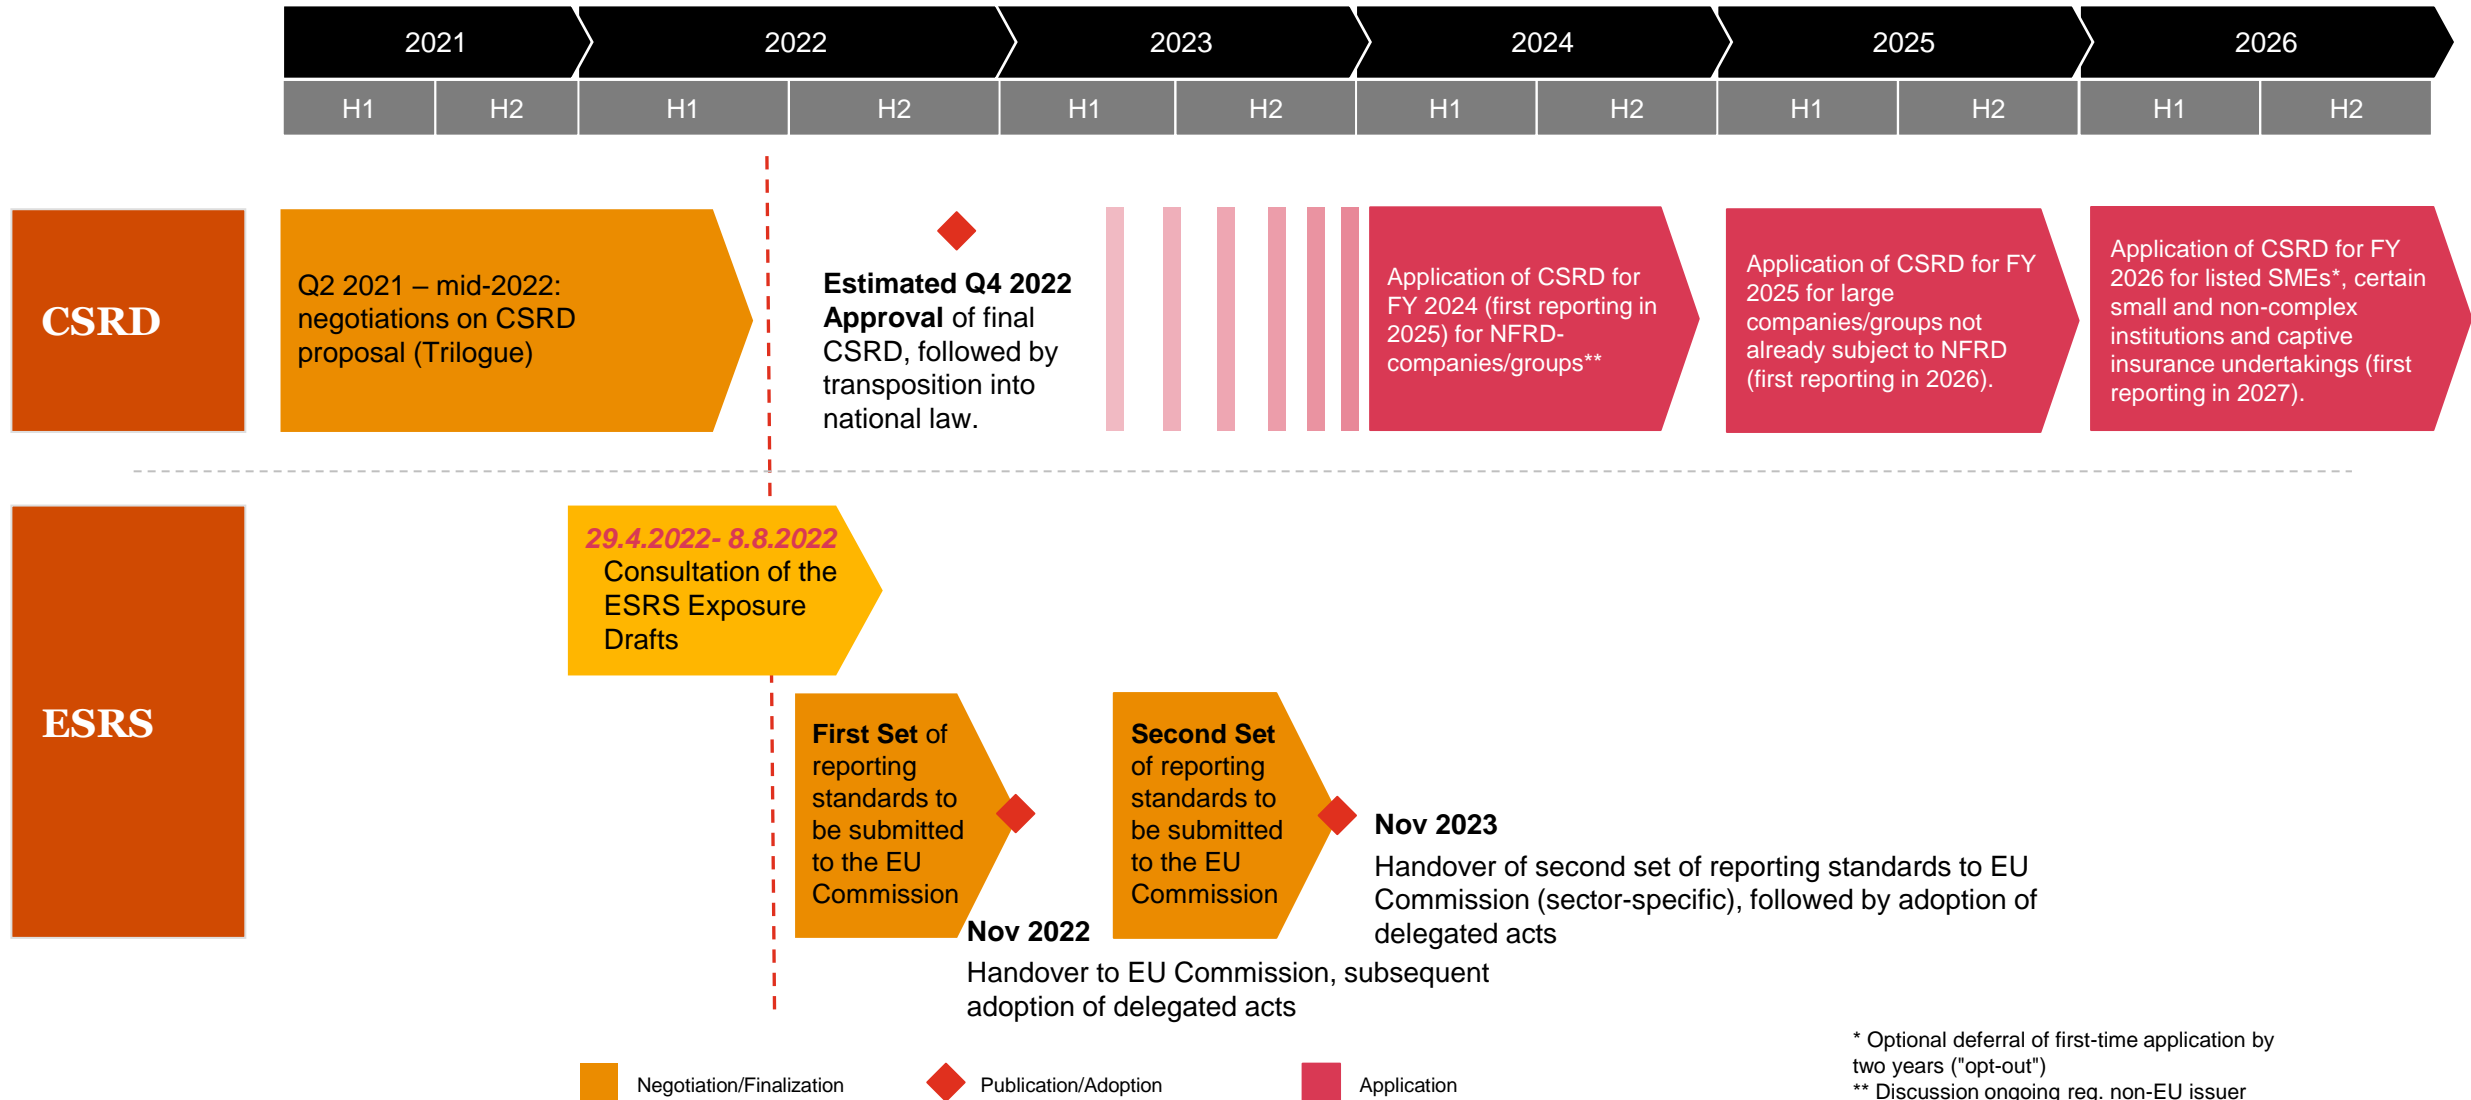 2021
2022
2023
2024
2025
2026
H1
H2
H1
H2
H1
H2
H1
H2
H1
H2
H1
H2
CSRD
Q2 2021 – mid-2022:
negotiations on CSRD
proposal (Trilogue)
Estimated Q4 2022
Approval of final
CSRD, followed by
transposition into
national law.
Application of CSRD for
FY 2024 (first reporting in
2025) for NFRD-
companies/groups**
Application of CSRD for FY
2025 for large
companies/groups not
already subject to NFRD
(first reporting in 2026).
Application of CSRD for FY
2026 for listed SMEs*, certain
small and non-complex
institutions and captive
insurance undertakings (first
reporting in 2027).
ESRS
29.4.2022- 8.8.2022
Consultation of the
ESRS Exposure
Drafts
First Set of
reporting
standards to
be submitted
to the EU
Commission
Nov 2022
Handover to EU Commission, subsequent
adoption of delegated acts
Second Set
of reporting
standards to
be submitted
to the EU
Commission
Nov 2023
Handover of second set of reporting standards to EU
Commission (sector-specific), followed by adoption of
delegated acts
Negotiation/Finalization
Publication/Adoption
Application
* Optional deferral of first-time application by
two years ("opt-out")
** Discussion ongoing reg. non-EU issuer